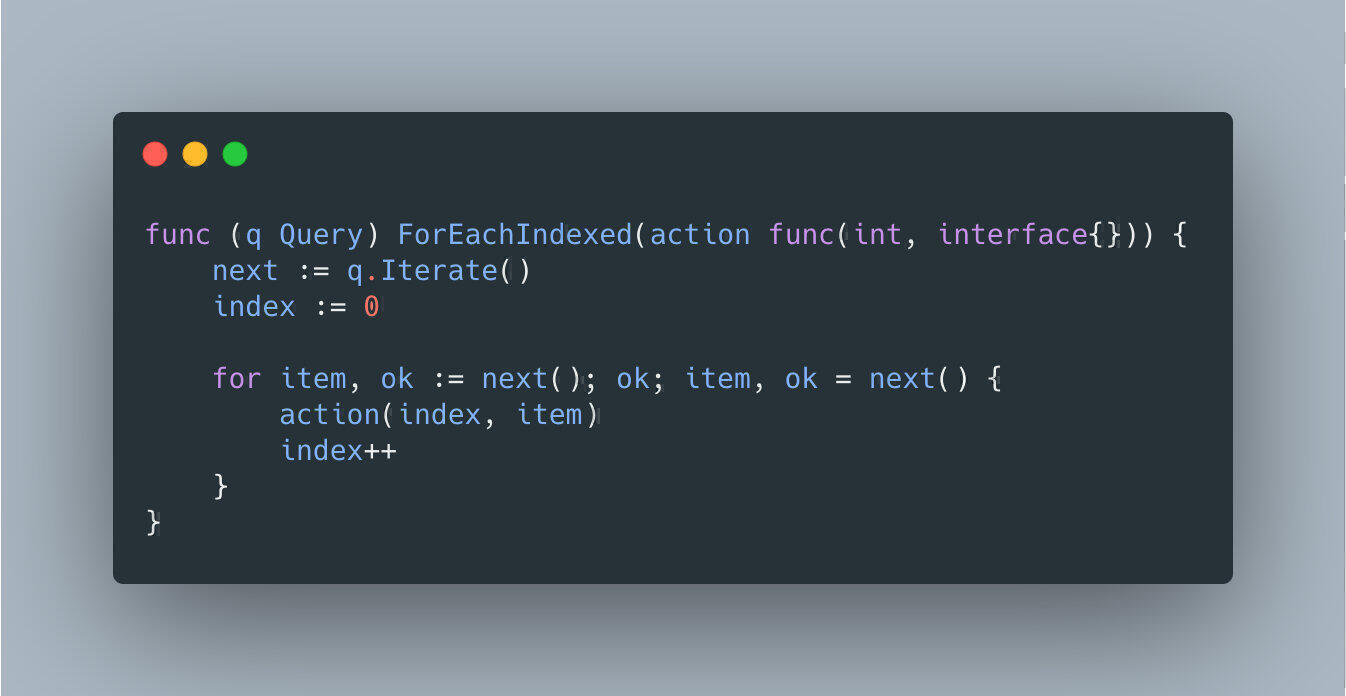 func (q Query) ForEachIndexed(action func(int, interface{})) {
    next := q.Iterate()
    index := 0

    for item, ok := next(); ok; item, ok = next() {
        action(index, item)
        index++
    }
}